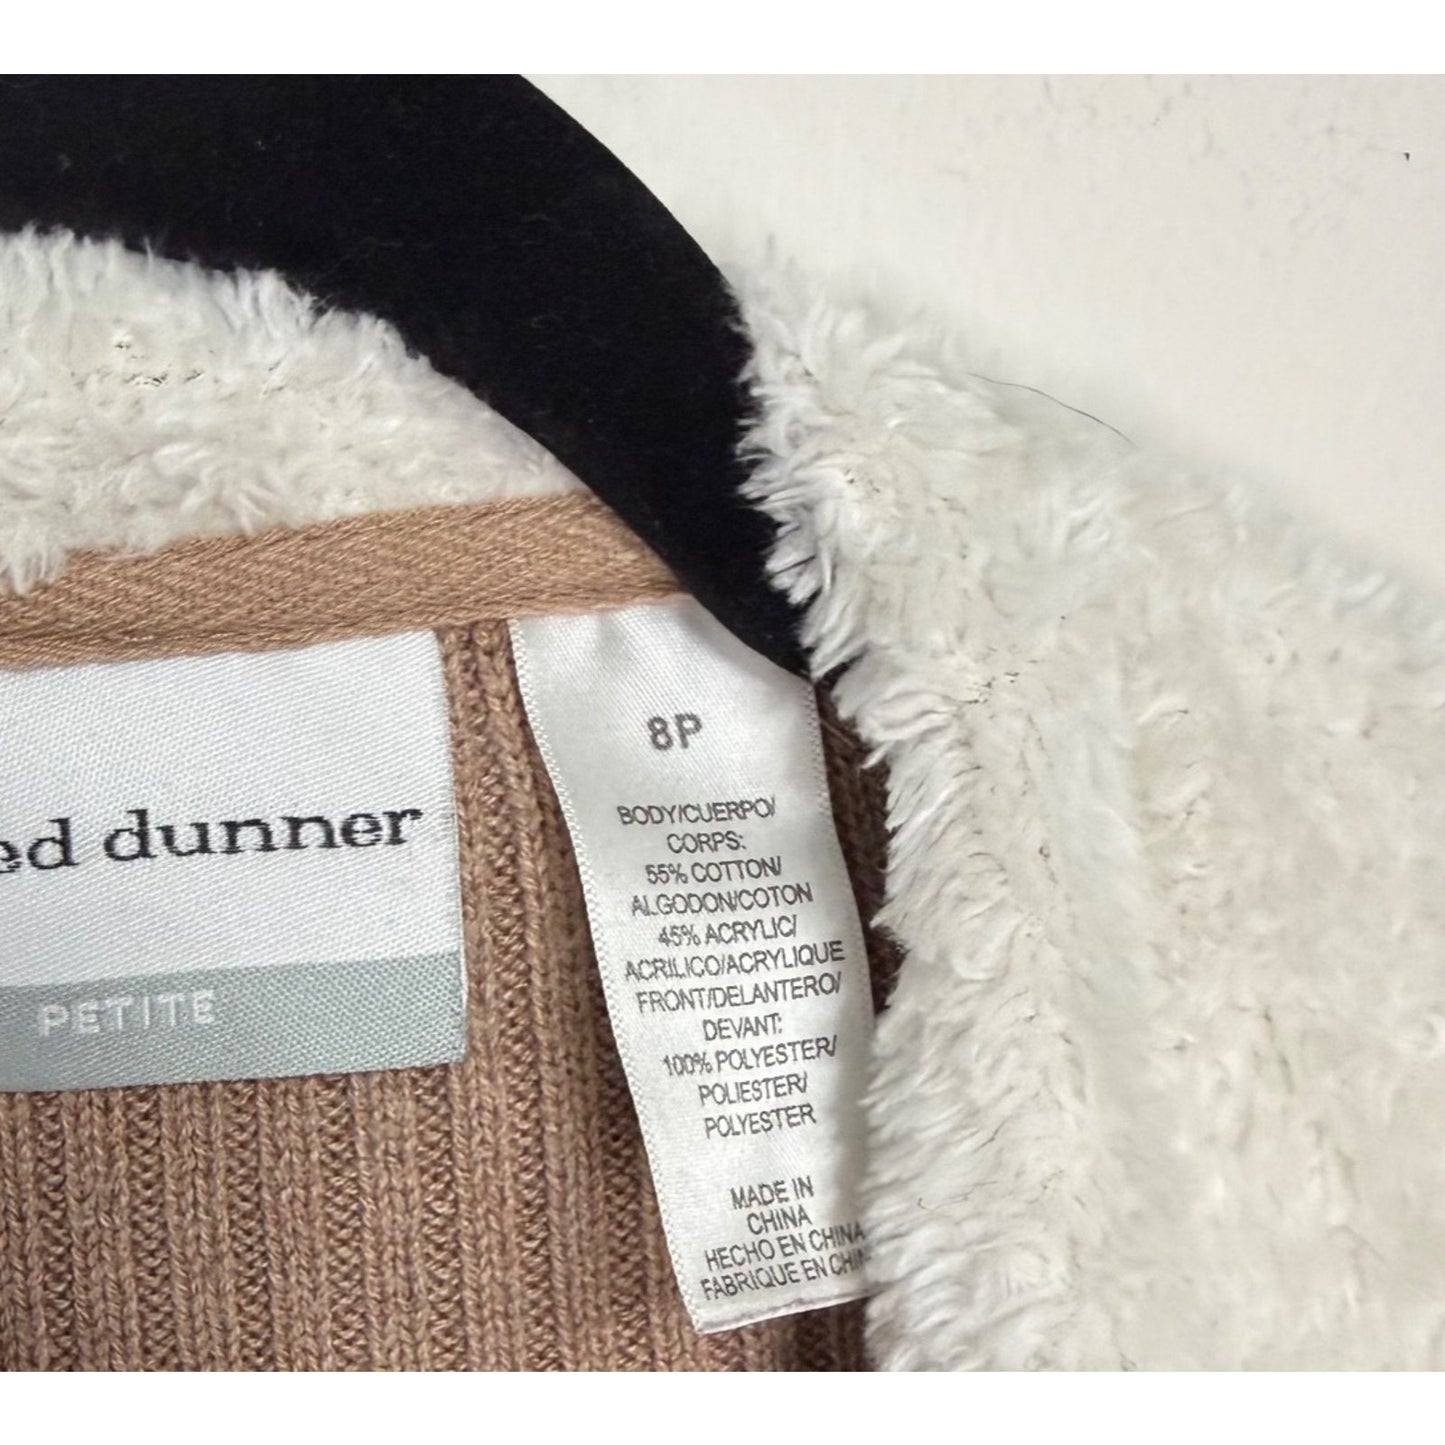 ed dunner
PETITE
8P
BODY/CUERPO/
CORPS:
55% COTTON/
ALGODON/COTON
45% ACRYLIC/
ACRILICO/ACRYLIQUE
FRONT/DELANTERO/
DEVANT:
100% POLYESTER/
POLIESTER/
POLYESTER
MADE IN
CHINA
HECHO EN CHINA
FABRIQUE EN CHIN